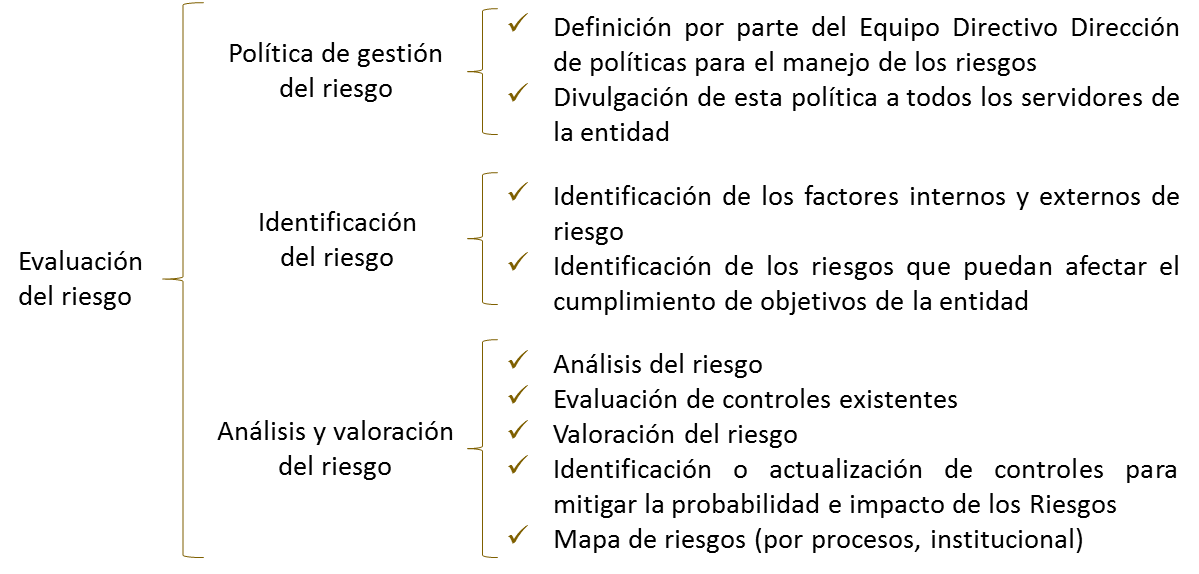 Evaluación
del riesgo
Política de gestión
del riesgo
Definición por parte del Equipo Directivo Dirección
de políticas para el manejo de los riesgos
Divulgación de esta política a todos los servidores de
la entidad
Identificación
del riesgo
Identificación de los factores internos y externos de
riesgo
Identificación de los riesgos que puedan afectar el
cumplimiento de objetivos de la entidad
Análisis y valoración
del riesgo
Análisis del riesgo
Evaluación de controles existentes
Valoración del riesgo
Identificación o actualización de controles para
mitigar la probabilidad e impacto de los Riesgos
Mapa de riesgos (por procesos, institucional)